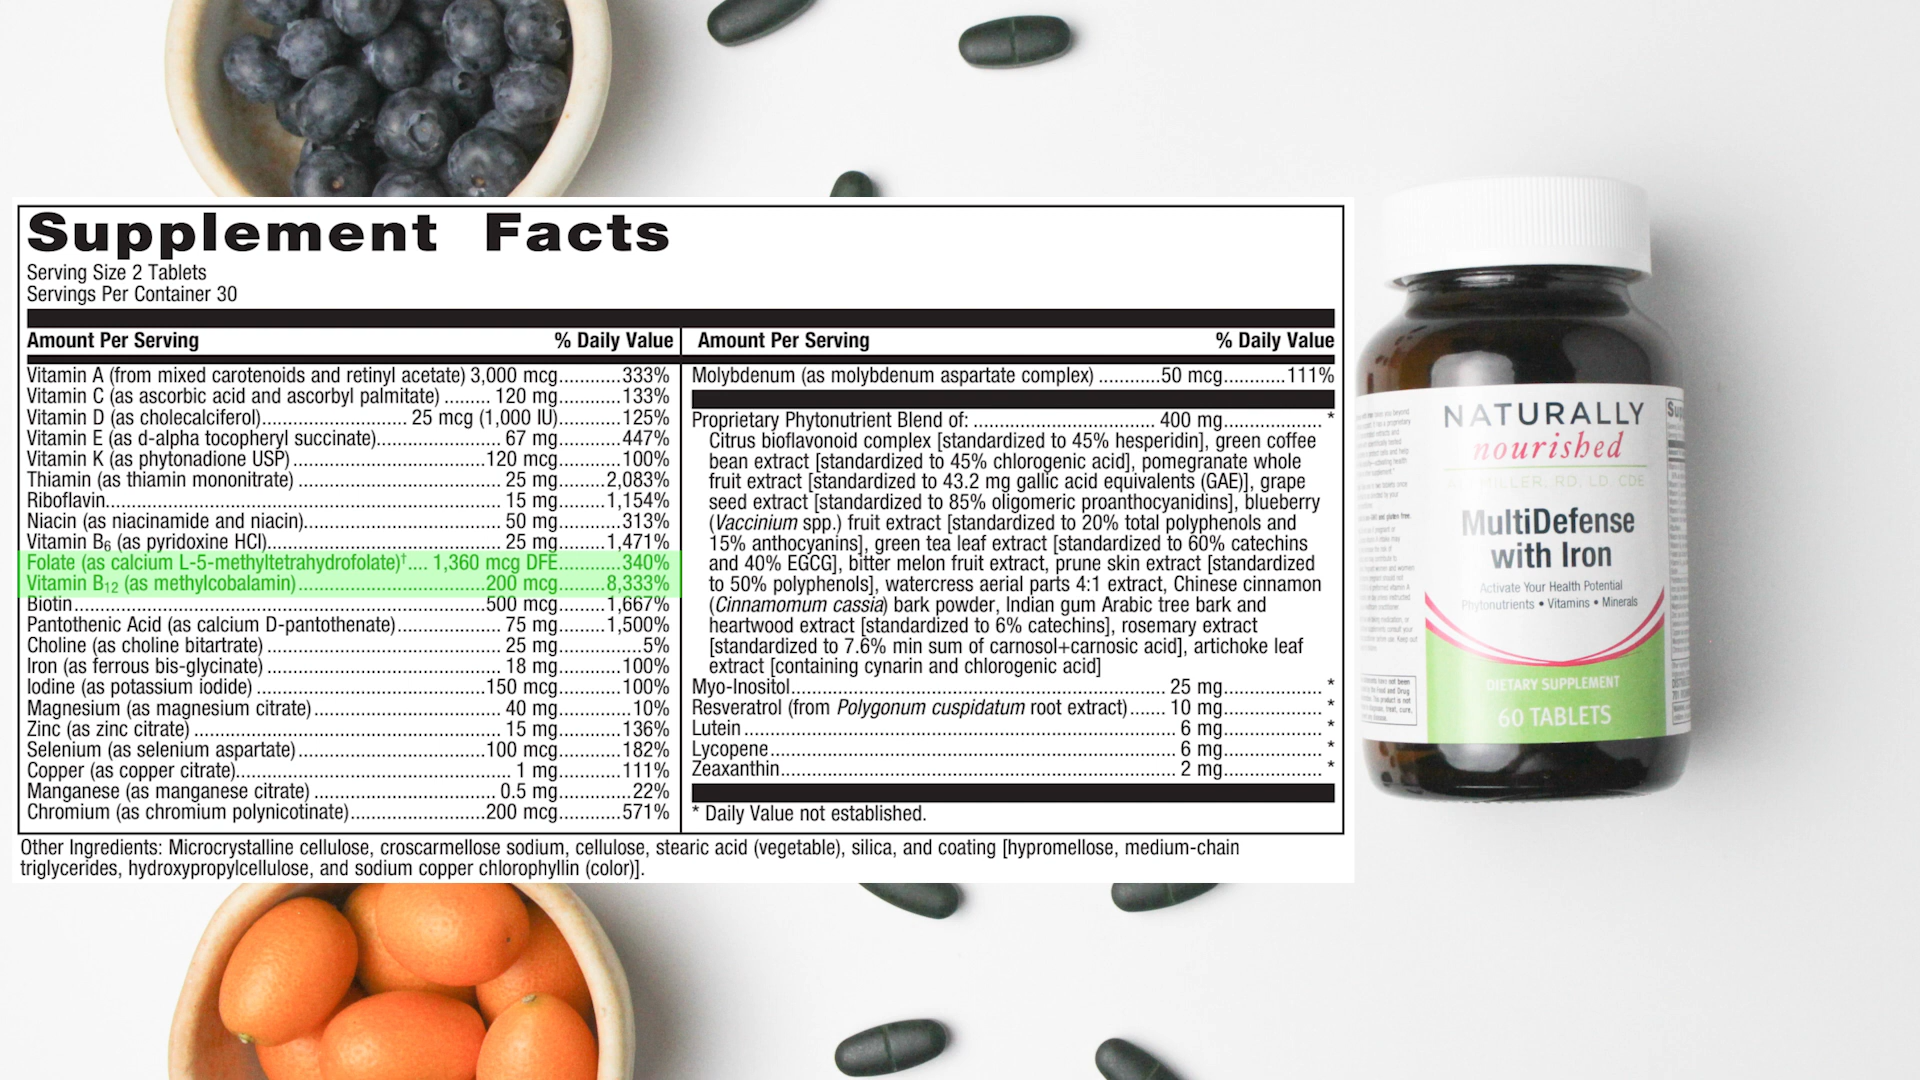 Supplement Facts
Serving Size 2 Tablets
Servings Per Container 30
Amount Per Serving % Daily Value
Vitamin A (from mixed carotenoids and retinyl acetate) 3,000 mcg............333%
Vitamin C (as ascorbic acid and ascorbyl palmitate) ......... 120 mg............133%
Vitamin D (as cholecalciferol)............................ 25 mcg (1,000 IU)............125%
Vitamin E (as d-alpha tocopheryl succinate)........................ 67 mg............447%
Vitamin K (as phytonadione USP) .....................................120 mcg............100%
Thiamin (as thiamin mononitrate) ....................................... 25 mg.........2,083%
Riboflavin............................................................................ 15 mg.........1,154%
Niacin (as niacinamide and niacin)...................................... 50 mg............313%
Vitamin B₆ (as pyridoxine HCl)............................................. 25 mg.........1,471%
Folate (as calcium L-5-methyltetrahydrofolate)†.... 1,360 mcg DFE............340%
Vitamin B₁₂ (as methylcobalamin)....................................200 mcg.........8,333%
Biotin................................................................................500 mcg.........1,667%
Pantothenic Acid (as calcium D-pantothenate).................... 75 mg.........1,500%
Choline (as choline bitartrate) ............................................. 25 mg................5%
Iron (as ferrous bis-glycinate) ............................................. 18 mg............100%
Iodine (as potassium iodide) ............................................150 mcg............100%
Magnesium (as magnesium citrate).................................... 40 mg..............10%
Zinc (as zinc citrate) ........................................................... 15 mg............136%
Selenium (as selenium aspartate)....................................100 mcg............182%
Copper (as copper citrate).................................................... 1 mg............111%
Manganese (as manganese citrate) ................................... 0.5 mg..............22%
Chromium (as chromium polynicotinate)..........................200 mcg............571%
Amount Per Serving % Daily Value
Molybdenum (as molybdenum aspartate complex) ............50 mcg............111%
Proprietary Phytonutrient Blend of: .................................. 400 mg.................... *
Citrus bioflavonoid complex [standardized to 45% hesperidin], green coffee
bean extract [standardized to 45% chlorogenic acid], pomegranate whole
fruit extract [standardized to 43.2 mg gallic acid equivalents (GAE)], grape
seed extract [standardized to 85% oligomeric proanthocyanidins], blueberry
(Vaccinium spp.) fruit extract [standardized to 20% total polyphenols and
15% anthocyanins], green tea leaf extract [standardized to 60% catechins
and 40% EGCG], bitter melon fruit extract, prune skin extract [standardized
to 50% polyphenols], watercress aerial parts 4:1 extract, Chinese cinnamon
(Cinnamomum cassia) bark powder, Indian gum Arabic tree bark and
heartwood extract [standardized to 6% catechins], rosemary extract
[standardized to 7.6% min sum of carnosol+carnosic acid], artichoke leaf
extract [containing cynarin and chlorogenic acid]
Myo-Inositol........................................................................ 25 mg.................... *
Resveratrol (from Polygonum cuspidatum root extract)...... 10 mg.................... *
Lutein .................................................................................. 6 mg.................... *
Lycopene.............................................................................. 6 mg.................... *
Zeaxanthin............................................................................ 2 mg.................... *
* Daily Value not established.
Other Ingredients: Microcrystalline cellulose, croscarmellose sodium, cellulose, stearic acid (vegetable), silica, and coating [hypromellose, medium-chain
triglycerides, hydroxypropylcellulose, and sodium copper chlorophyllin (color)].
NATURALLY
nourished
MILLER, RD, LD, CDE
MultiDefense
with Iron
Activate Your Health Potential
Phytonutrients • Vitamins • Minerals
DIETARY SUPPLEMENT
60 TABLETS